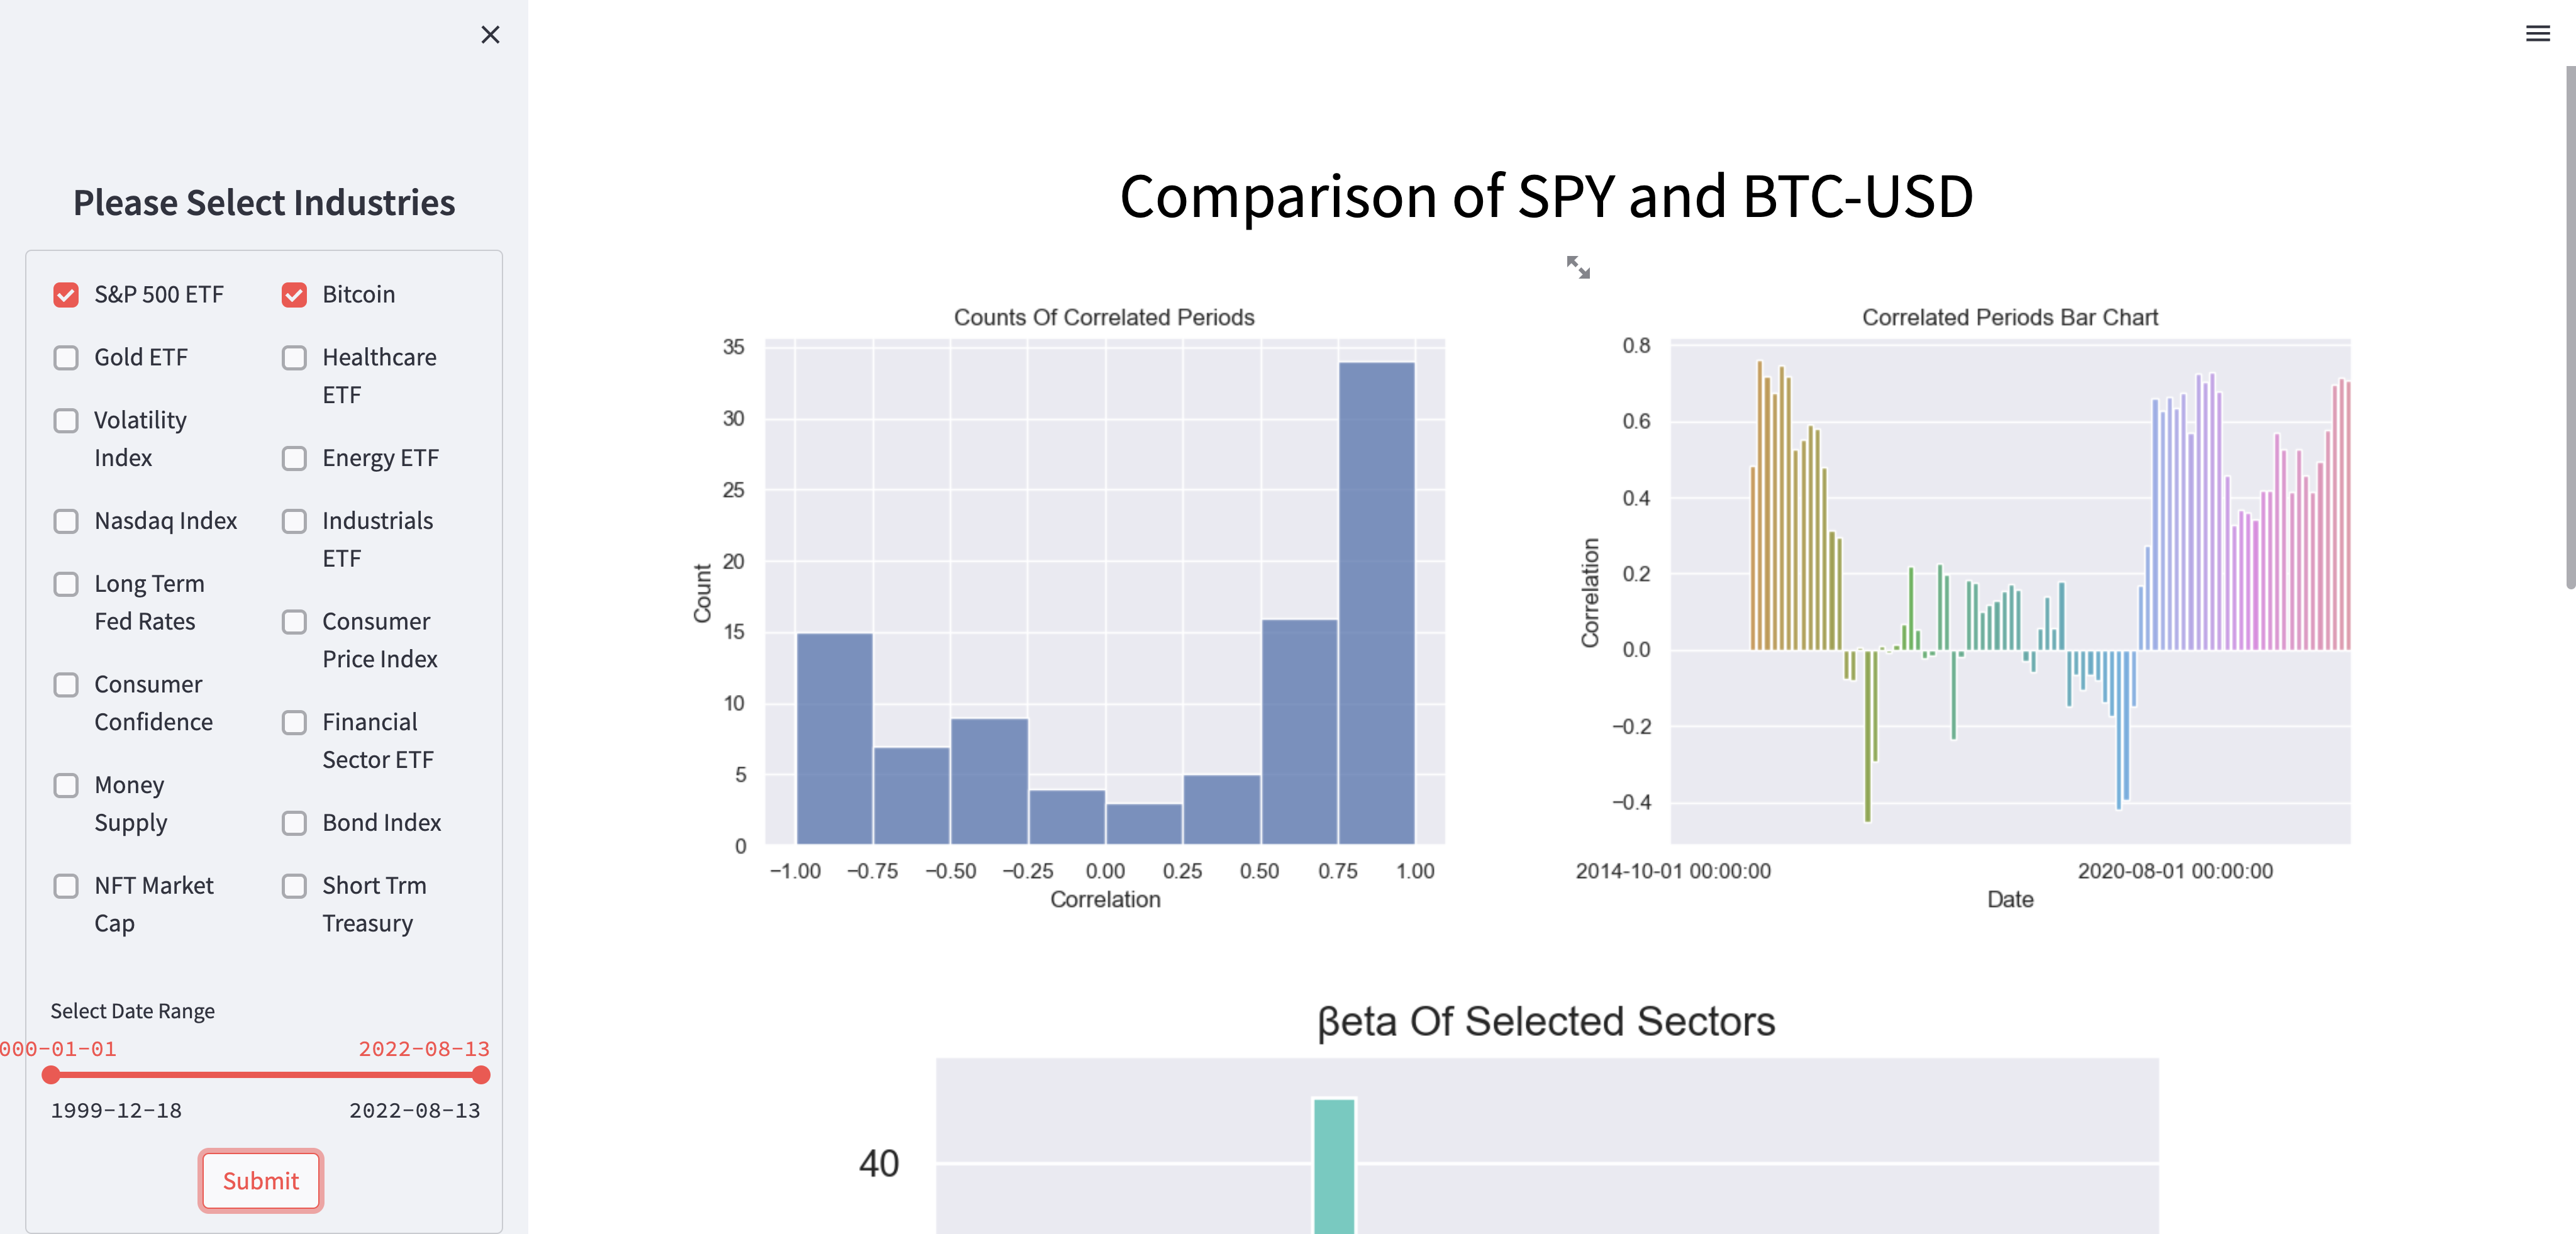 Please Select Industries
S&P 500 ETF
Gold ETF
Volatility
Index
Nasdaq Index
Long Term
Fed Rates
Consumer
Confidence
Money
Supply
NFT Market
Cap
Bitcoin
Healthcare
ETF
Energy ETF
Industrials
ETF
Consumer
Price Index
Financial
Sector ETF
Bond Index
Short Trm
Treasury
Select Date Range
000-01-01 2022-08-13
1999-12-18 2022-08-13
Submit
Comparison of SPY and BTC-USD
Counts Of Correlated Periods
35
30
25
20
15
10
5
0
Count
−1.00 −0.75 −0.50 −0.25 0.00 0.25 0.50 0.75 1.00
Correlation
Correlated Periods Bar Chart
0.8
0.6
0.4
0.2
0.0
−0.2
−0.4
Correlation
2014-10-01 00:00:00 2020-08-01 00:00:00
Date
βeta Of Selected Sectors
40